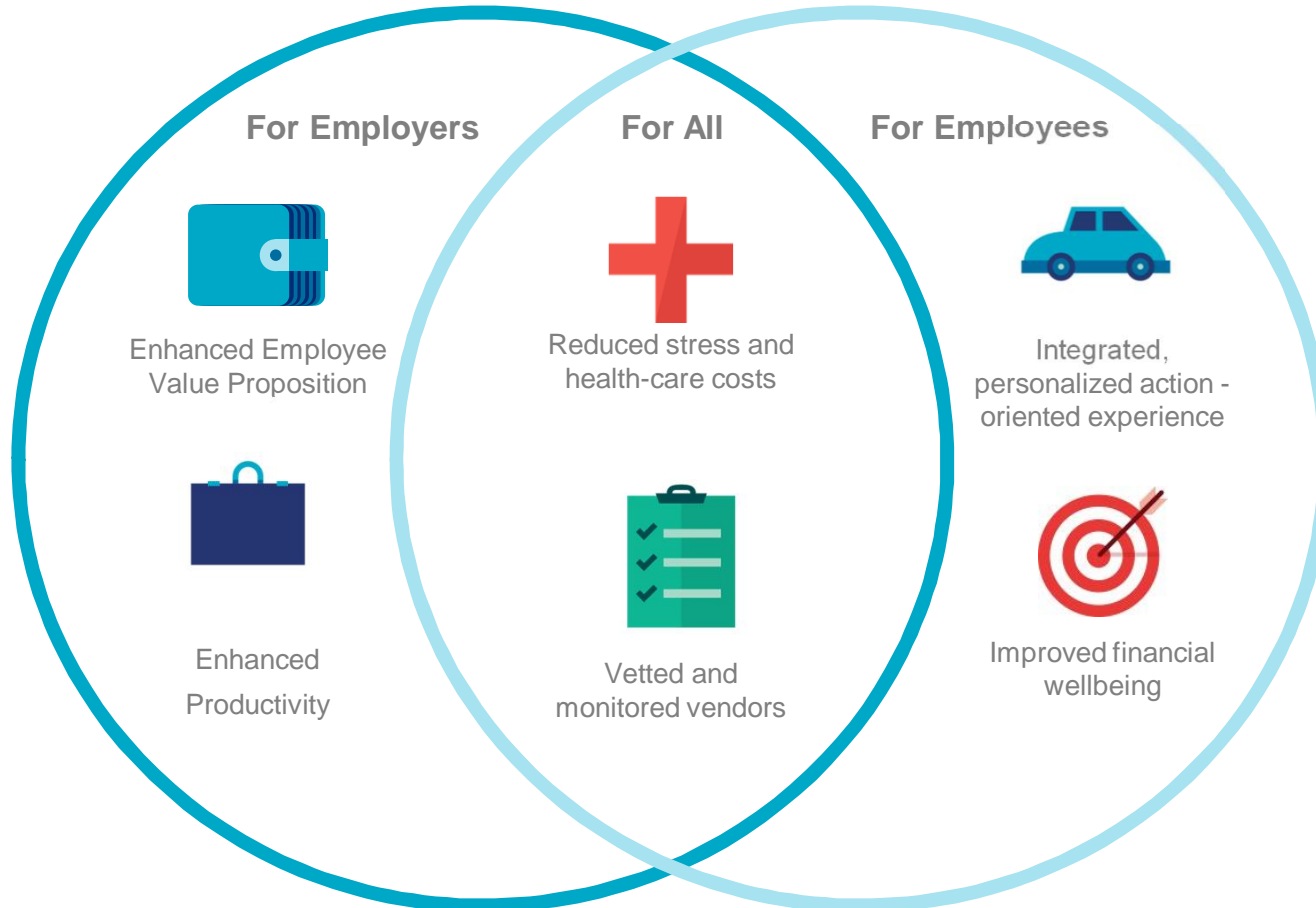 For Employers
For All
For Employees
Enhanced Employee
Value Proposition
Reduced stress and
health-care costs
Integrated,
personalized action -
oriented experience
Enhanced
Productivity
Vetted and
monitored vendors
Improved financial
wellbeing